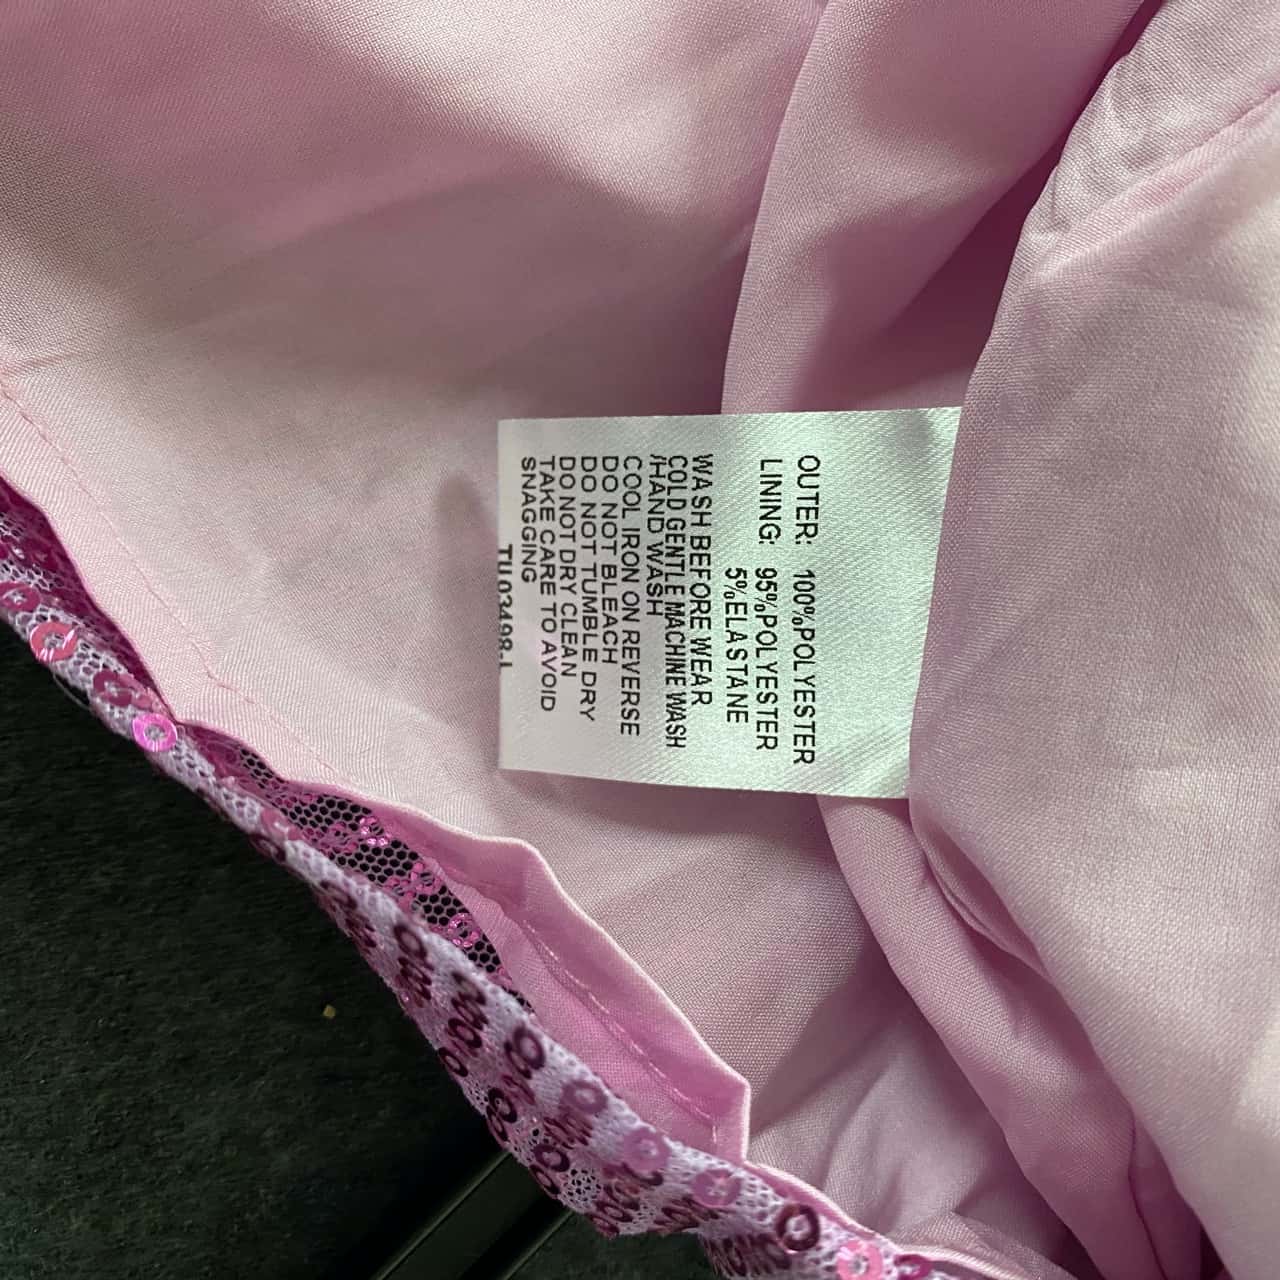 OUTER: 100%POLYESTER
LINING: 95%POLYESTER
5%ELASTANE
WASH BEFORE WEAR
COLD GENTLE MACHINE WASH
/HAND WASH
COOL IRON ON REVERSE
DO NOT BLEACH
DO NOT TUMBLE DRY
DO NOT DRY CLEAN
TAKE CARE TO AVOID
SNAGGING